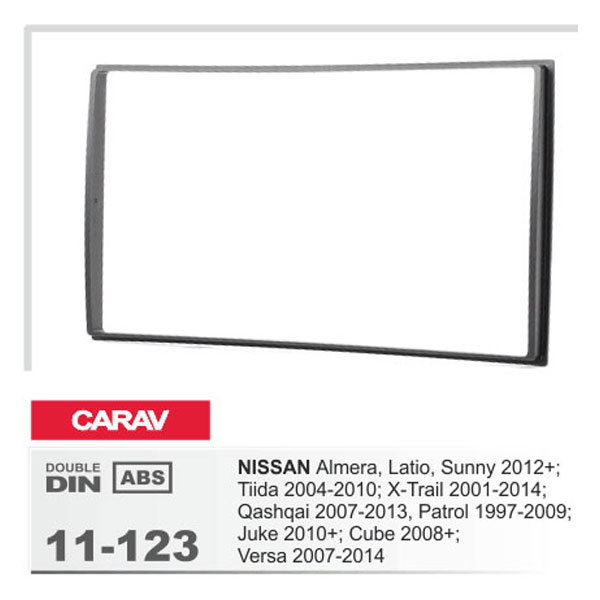 CARAV
DOUBLE
DIN
ABS
11-123
NISSAN Almera, Latio, Sunny 2012+;
Tiida 2004-2010; X-Trail 2001-2014;
Qashqai 2007-2013, Patrol 1997-2009;
Juke 2010+; Cube 2008+;
Versa 2007-2014